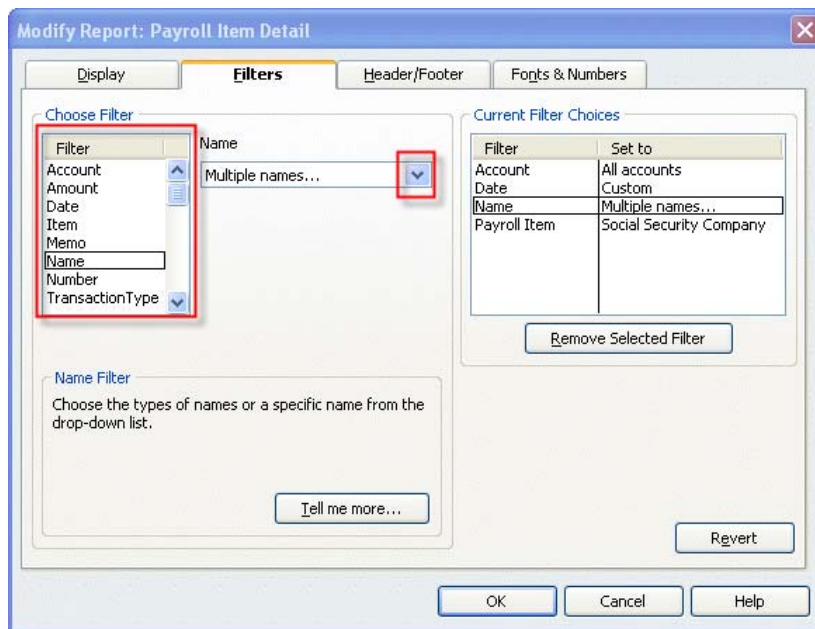 Modify Report: Payroll Item Detail
Display Filters Header/Footer Fonts & Numbers
Choose Filter
Filter
Account
Amount
Date
Item
Memo
Name
Number
TransactionType
Name
Multiple names...
Name Filter
Choose the types of names or a specific name from the
drop-down list.
Tell me more...
Current Filter Choices
Filter Set to
Account All accounts
Date Custom
Name Multiple names...
Payroll Item Social Security Company
Remove Selected Filter
Revert
OK Cancel Help